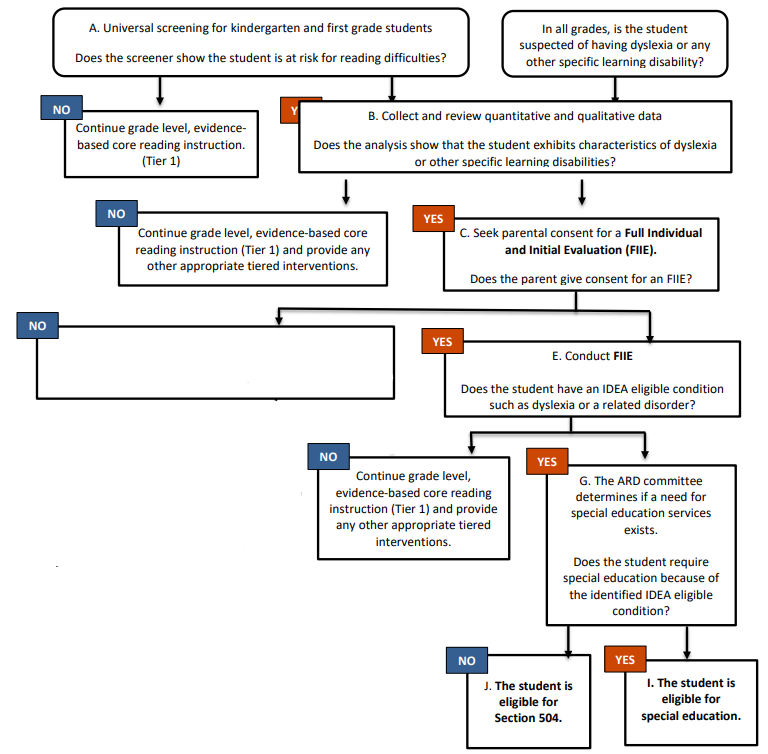 A. Universal screening for kindergarten and first grade students
Does the screener show the student is at risk for reading difficulties?
In all grades, is the student
suspected of having dyslexia or any
other specific learning disability?
NO
Continue grade level, evidence-
based core reading instruction.
(Tier 1)
Y
B. Collect and review quantitative and qualitative data
Does the analysis show that the student exhibits characteristics of dyslexia
or other specific learning disabilities?
NO
Continue grade level, evidence-based core
reading instruction (Tier 1) and provide any
other appropriate tiered interventions.
YES
C. Seek parental consent for a Full Individual
and Initial Evaluation (FIIE).
Does the parent give consent for an FIIE?
NO
YES
E. Conduct FIIE
Does the student have an IDEA eligible condition
such as dyslexia or a related disorder?
NO
Continue grade level,
evidence-based core reading
instruction (Tier 1) and provide
any other appropriate tiered
interventions.
YES
G. The ARD committee
determines if a need for
special education services
exists.
Does the student require
special education because of
the identified IDEA eligible
condition?
NO
J. The student is
eligible for
Section 504.
YES
I. The student is
eligible for
special education.